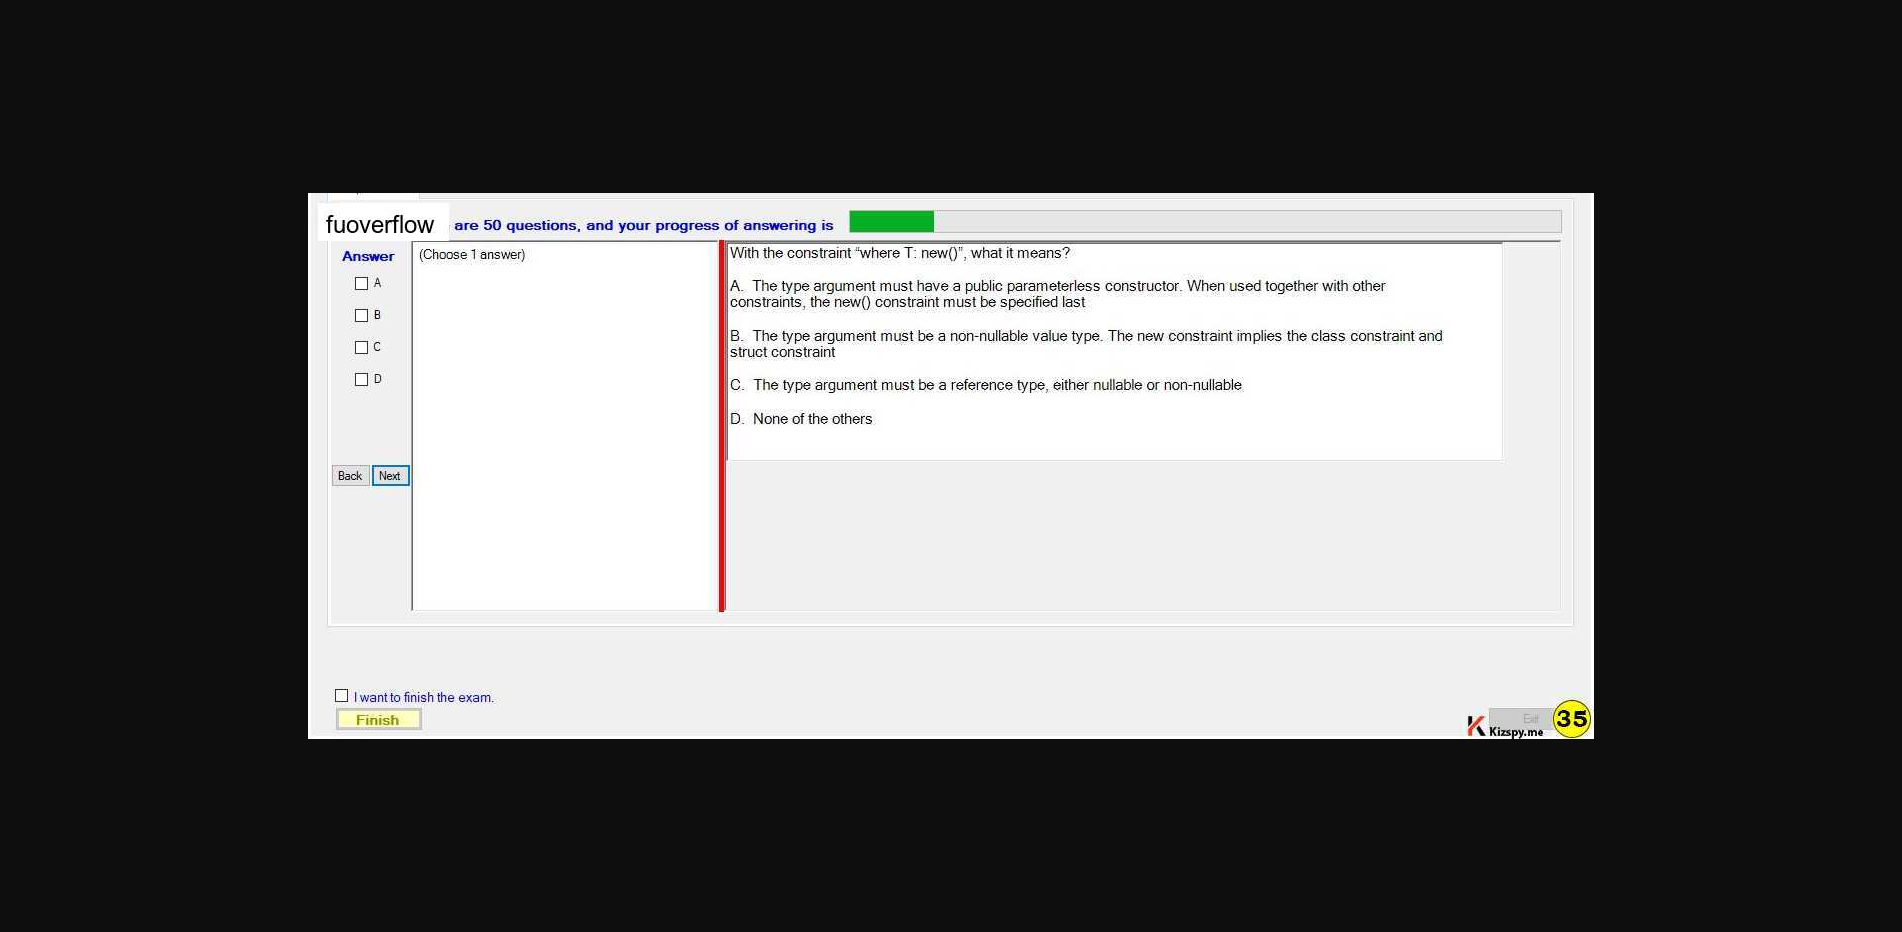 fuoverflow are 50 questions, and your progress of answering is
Answer
(Choose 1 answer)
A
B
C
D
Back Next
With the constraint “where T: new()”, what it means?
A. The type argument must have a public parameterless constructor. When used together with other
constraints, the new() constraint must be specified last
B. The type argument must be a non-nullable value type. The new constraint implies the class constraint and
struct constraint
C. The type argument must be a reference type, either nullable or non-nullable
D. None of the others
I want to finish the exam.
Finish
Exit
Kizspy.me
35